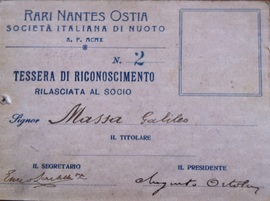 RARI NANTES OSTIA
SOCIETÀ ITALIANA DI NUOTO
N. 2
TESSERA DI RICONOSCIMENTO
RILASCIATA AL SOCIO
Signor Massa Galileo
IL TITOLARE
IL SEGRETARIO
IL PRESIDENTE
Augusto